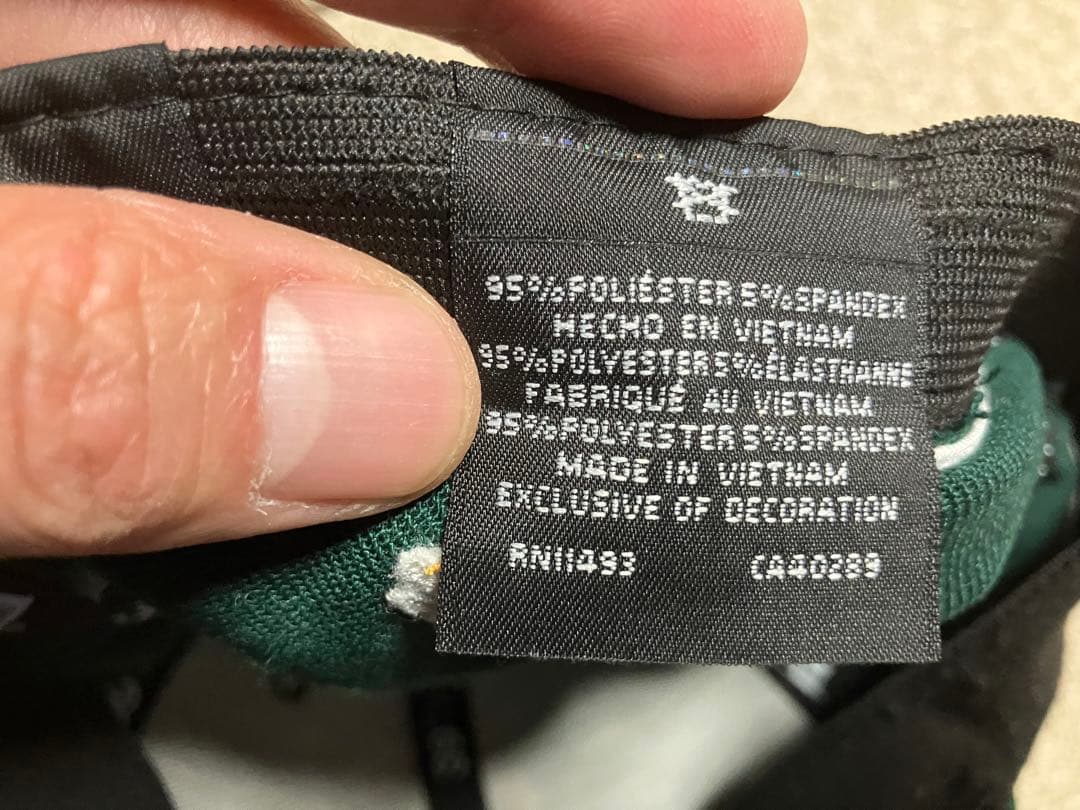 95% POLIÉSTER 5% SPANDEX
HECHO EN VIETNAM
95% POLYESTER 5% ÉLASTHANNE
FABRIQUÉ AU VIETNAM
95% POLYESTER 5% SPANDEX
MADE IN VIETNAM
EXCLUSIVE OF DECORATION
RN11493 CA40389